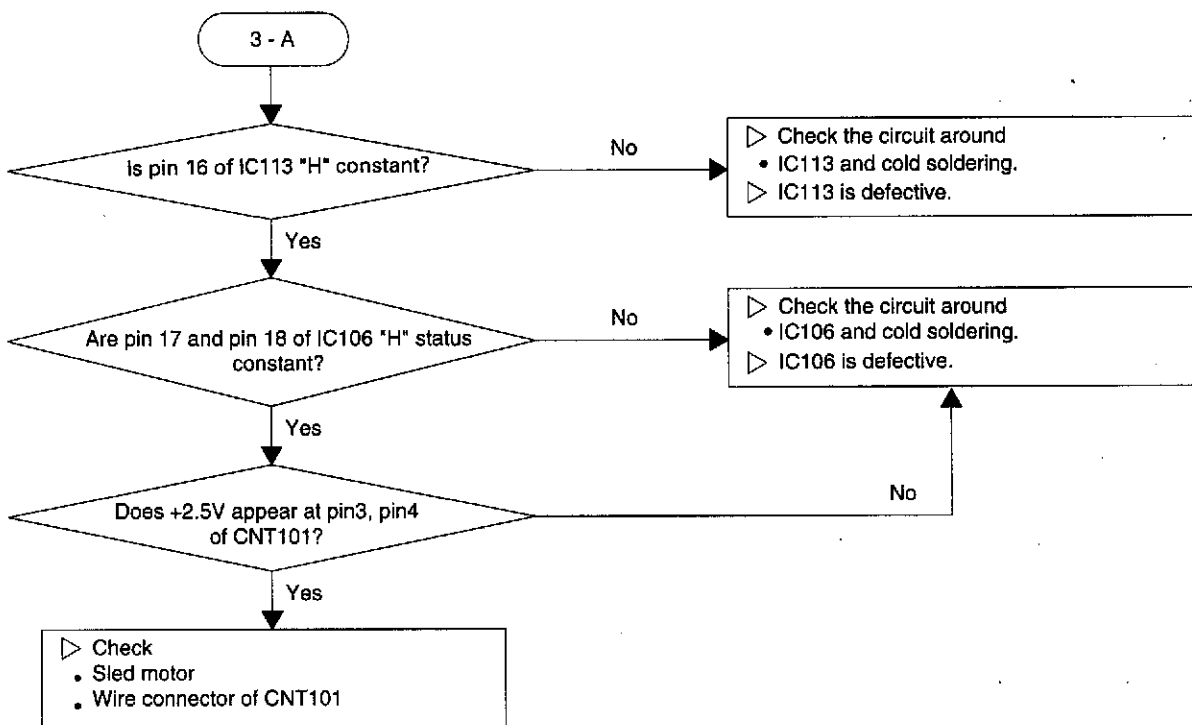 3 - A
Is pin 16 of IC113 "H" constant?
No
▷ Check the circuit around
• IC113 and cold soldering.
▷ IC113 is defective.
Yes
Are pin 17 and pin 18 of IC106 "H" status
constant?
No
▷ Check the circuit around
• IC106 and cold soldering.
▷ IC106 is defective.
Yes
Does +2.5V appear at pin3, pin4
of CNT101?
No
Yes
▷ Check
• Sled motor
• Wire connector of CNT101